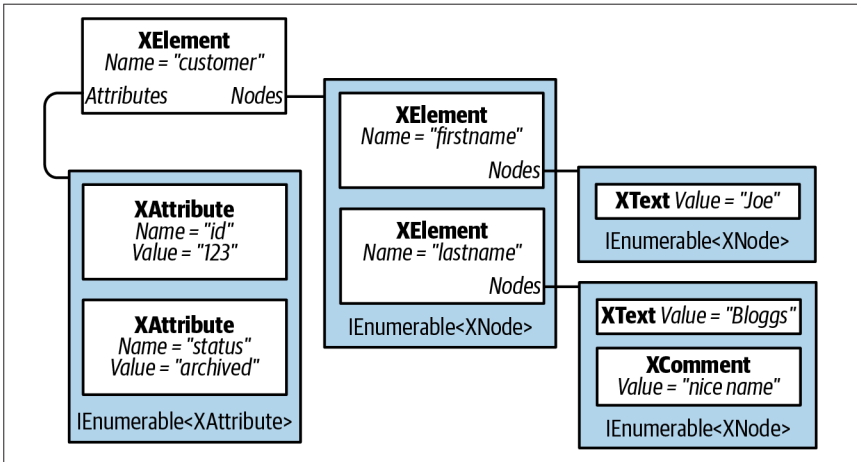 XElement
Name = "customer"
Attributes Nodes
XAttribute
Name = "id"
Value = "123"
XAttribute
Name = "status"
Value = "archived"
IEnumerable<XAttribute>
XElement
Name = "firstname"
Nodes
XElement
Name = "lastname"
Nodes
IEnumerable<XNode>
XText Value = "Joe"
IEnumerable<XNode>
XText Value = "Bloggs"
XComment
Value = "nice name"
IEnumerable<XNode>